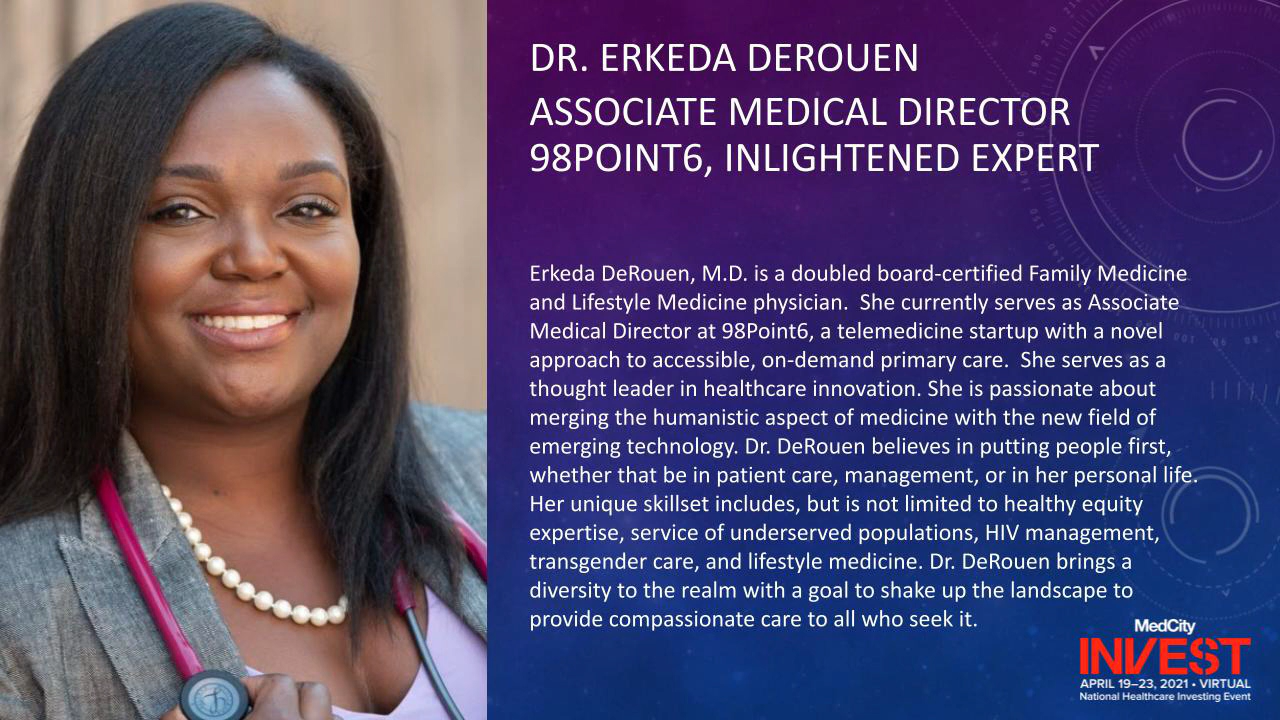 DR. ERKEDA DEROUEN
ASSOCIATE MEDICAL DIRECTOR
98POINT6, INLIGHTENED EXPERT
Erkeda DeRouen, M.D. is a doubled board-certified Family Medicine
and Lifestyle Medicine physician.  She currently serves as Associate
Medical Director at 98Point6, a telemedicine startup with a novel
approach to accessible, on-demand primary care.  She serves as a
thought leader in healthcare innovation. She is passionate about
merging the humanistic aspect of medicine with the new field of
emerging technology. Dr. DeRouen believes in putting people first,
whether that be in patient care, management, or in her personal life.
Her unique skillset includes, but is not limited to healthy equity
expertise, service of underserved populations, HIV management,
transgender care, and lifestyle medicine. Dr. DeRouen brings a
diversity to the realm with a goal to shake up the landscape to
provide compassionate care to all who seek it.
MedCity
INVEST
APRIL 19–23, 2021 • VIRTUAL
National Healthcare Investing Event